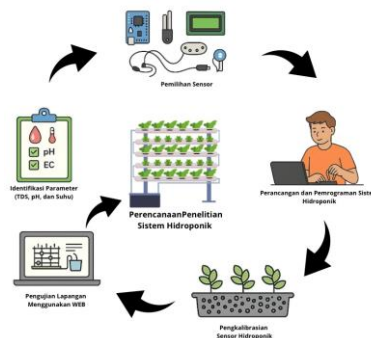 Pemilihan Sensor
pH
EC
Identifikasi Parameter
(TDS, pH, dan Suhu)
PerencanaanPenelitian
Sistem Hidroponik
Perancangan dan Pemrograman Siste
Hidroponik
Pengujian Lapangan
Menggunakan WEB
Pengkalibrasian
Sensor Hidroponik